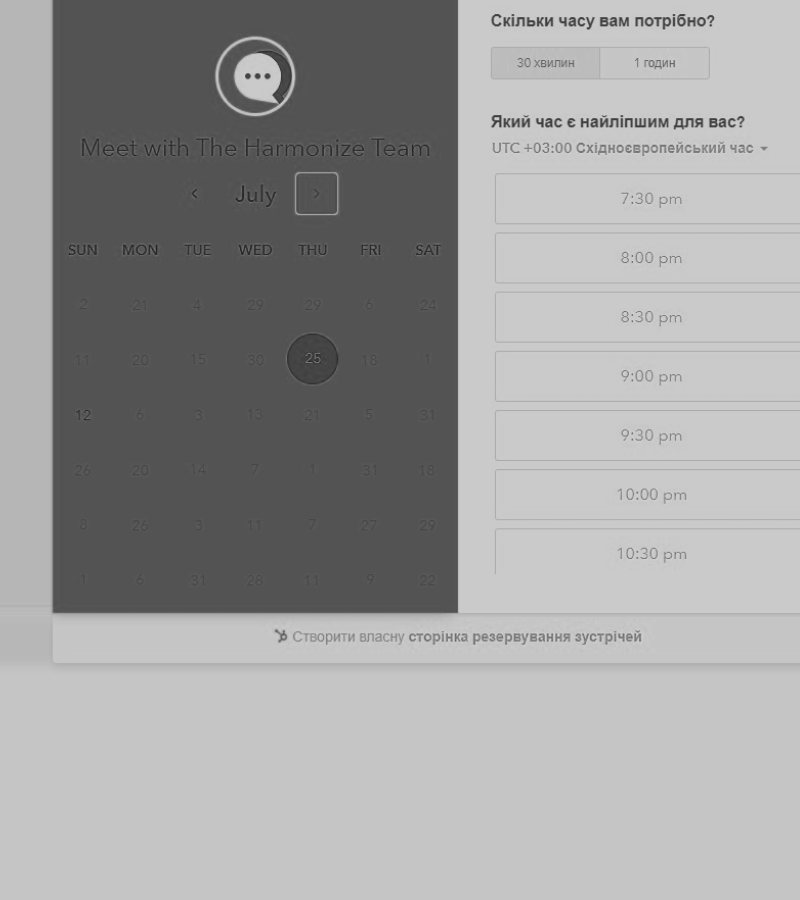 Meet with The Harmonize Team
July
SUN MON TUE WED THU FRI SAT
2 21 4 29 29 6 24
11 20 15 30 25 18 1
12 6 3 13 21 5 31
26 20 14 7 1 31 18
8 26 3 11 7 27 29
1 6 31 28 11 9 22
Скільки часу вам потрібно?
30 хвилин 1 годин
Який час є найліпшим для вас?
UTC +03:00 Східноєвропейський час
7:30 pm
8:00 pm
8:30 pm
9:00 pm
9:30 pm
10:00 pm
10:30 pm
Створити власну сторінка резервування зустрічей